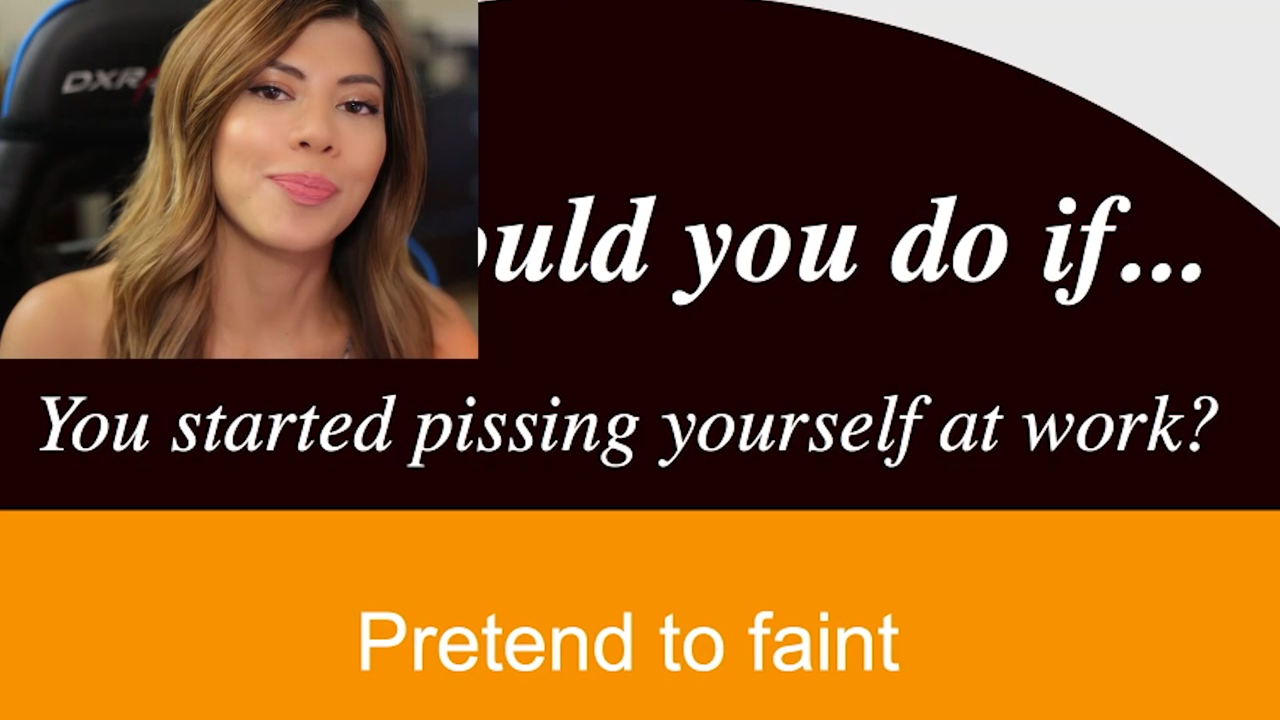 DXR
ould you do if...
You started pissing yourself at work?
Pretend to faint